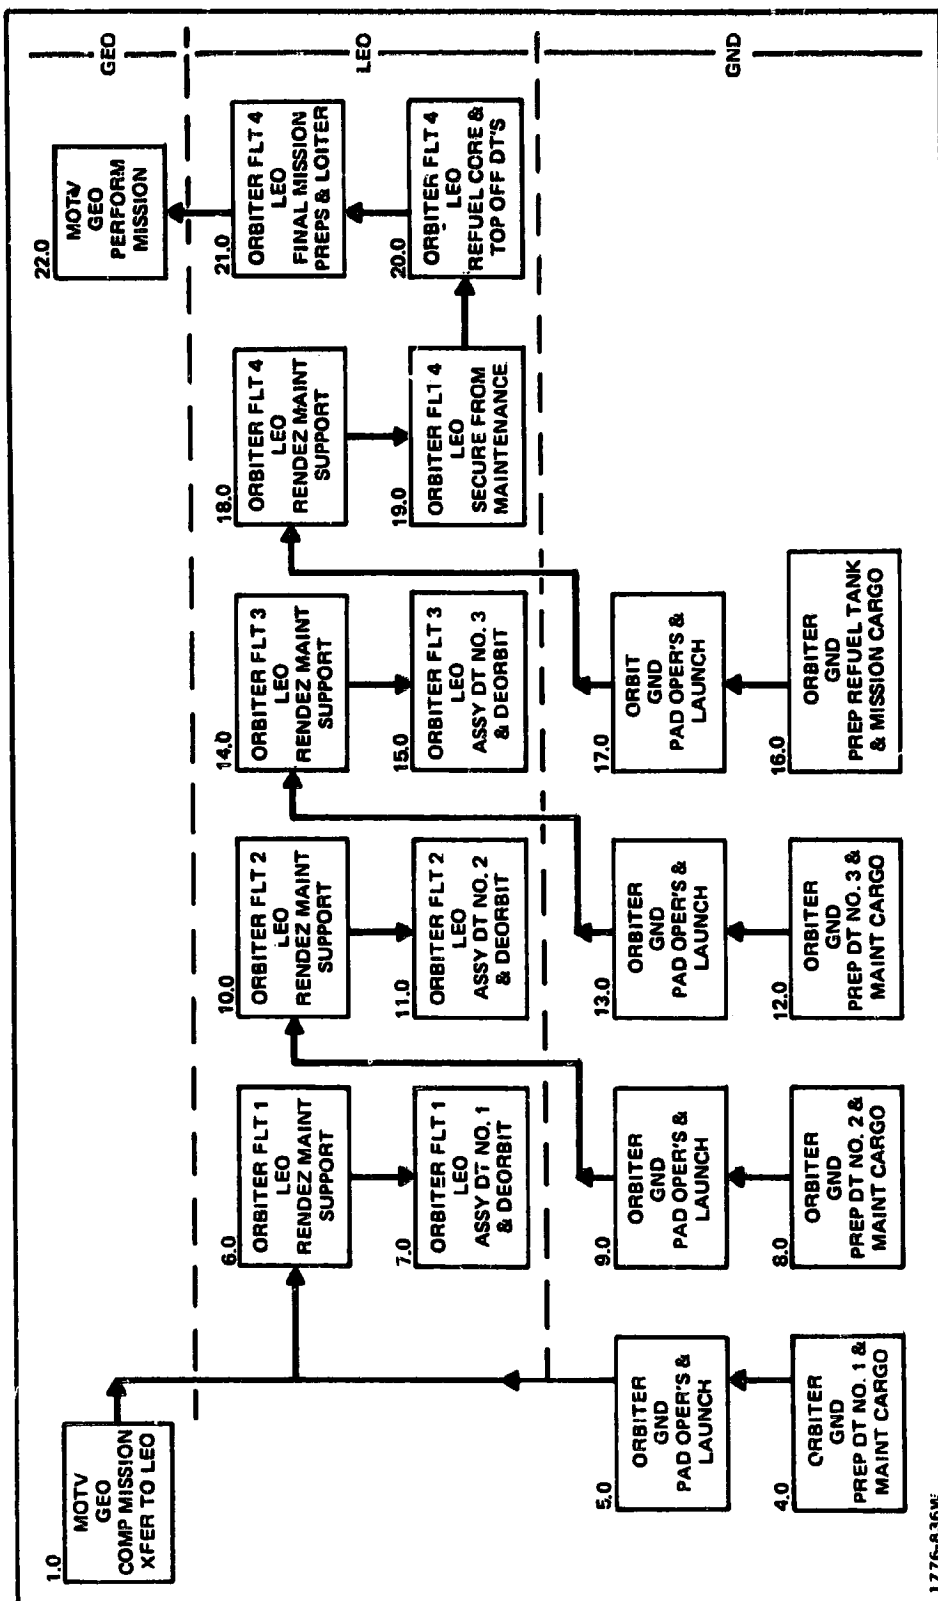 1.0
MOTV
GEO
COMP MISSION
XFER TO LEO
22.0
MOTV
GEO
PERFORM
MISSION
GEO
6.0
ORBITER FLT 1
LEO
RENDEZ MAINT
SUPPORT
10.0
ORBITER FLT 2
LEO
RENDEZ MAINT
SUPPORT
14.0
ORBITER FLT 3
LEO
RENDEZ MAINT
SUPPORT
18.0
ORBITER FLT 4
LEO
RENDEZ MAINT
SUPPORT
21.0
ORBITER FLT 4
LEO
FINAL MISSION
PREPS & LOITER
LEO
7.0
ORBITER FLT 1
LEO
ASSY DT NO. 1
& DEORBIT
11.0
ORBITER FLT 2
LEO
ASSY DT NO. 2
& DEORBIT
15.0
ORBITER FLT 3
LEO
ASSY DT NO. 3
& DEORBIT
19.0
ORBITER FLT 4
LEO
SECURE FROM
MAINTENANCE
20.0
ORBITER FLT 4
LEO
REFUEL CORE &
TOP OFF DT'S
5.0
ORBITER
GND
PAD OPER'S &
LAUNCH
9.0
ORBITER
GND
PAD OPER'S &
LAUNCH
13.0
ORBITER
GND
PAD OPER'S &
LAUNCH
17.0
ORBIT
GND
PAD OPER'S &
LAUNCH
GND
4.0
ORBITER
GND
PREP DT NO. 1 &
MAINT CARGO
8.0
ORBITER
GND
PREP DT NO. 2 &
MAINT CARGO
12.0
ORBITER
GND
PREP DT NO. 3 &
MAINT CARGO
16.0
ORBITER
GND
PREP REFUEL TANK
& MISSION CARGO
1776-836W